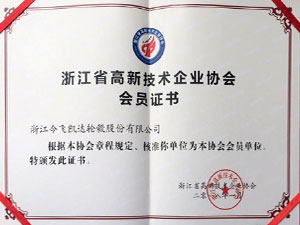 浙江省高新技术企业协会
会员证书
浙江今飞凯达轮毂股份有限公司
根据本协会章程规定、核准你单位为本协会会员单位。
特颁发此证书。
浙江省高新技术企业协会